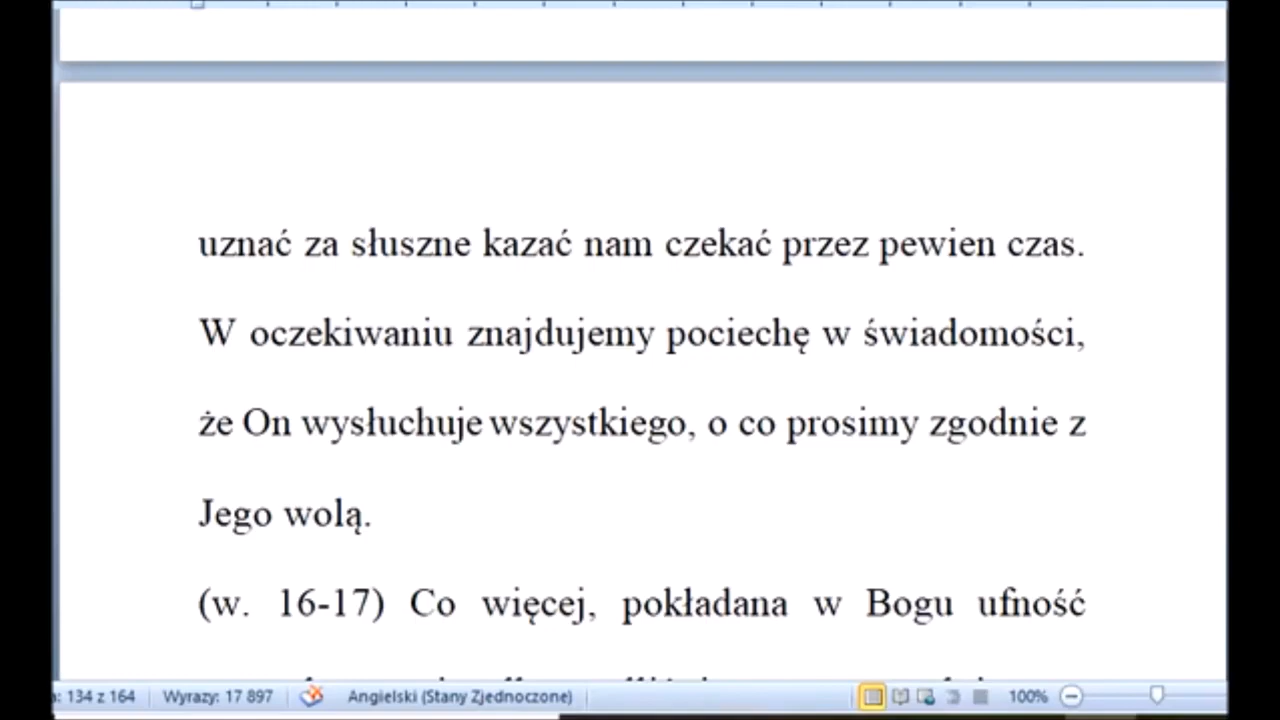 uznać za słuszne kazać nam czekać przez pewien czas.
W oczekiwaniu znajdujemy pociechę w świadomości,
że On wysłuchuje wszystkiego, o co prosimy zgodnie z
Jego wolą.
(w. 16-17) Co więcej, pokładana w Bogu ufność
: 134 z 164 Wyrazy: 17 897 Angielski (Stany Zjednoczone) 100%